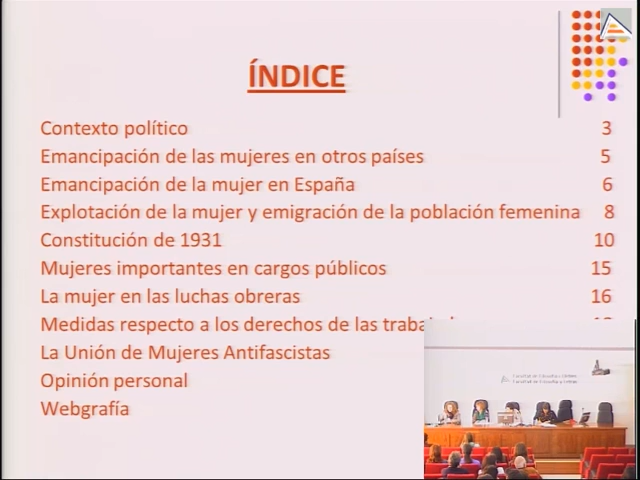 ÍNDICE
Contexto político 3
Emancipación de las mujeres en otros países 5
Emancipación de la mujer en España 6
Explotación de la mujer y emigración de la población femenina 8
Constitución de 1931 10
Mujeres importantes en cargos públicos 15
La mujer en las luchas obreras 16
Medidas respecto a los derechos de las
La Unión de Mujeres Antifascistas
Opinión personal
Webgrafía